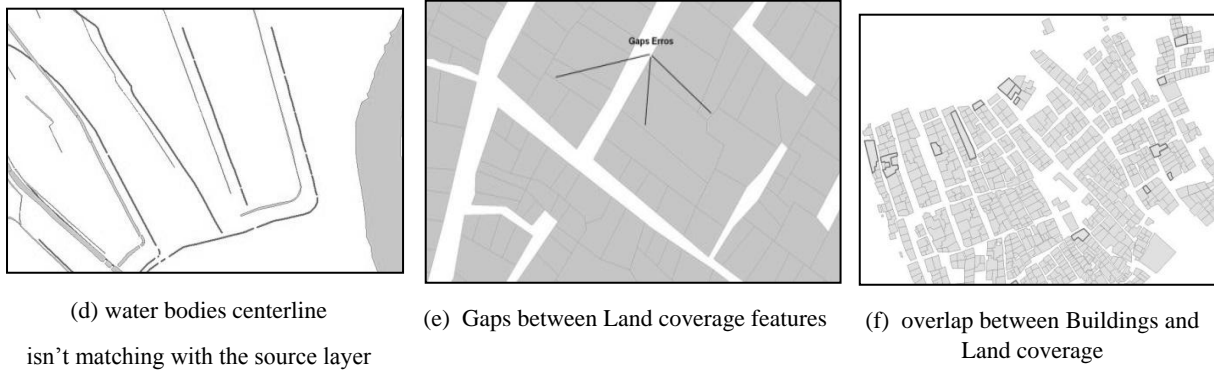 Gaps Erros
(d) water bodies centerline
isn't matching with the source layer
(e) Gaps between Land coverage features
(f) overlap between Buildings and
Land coverage